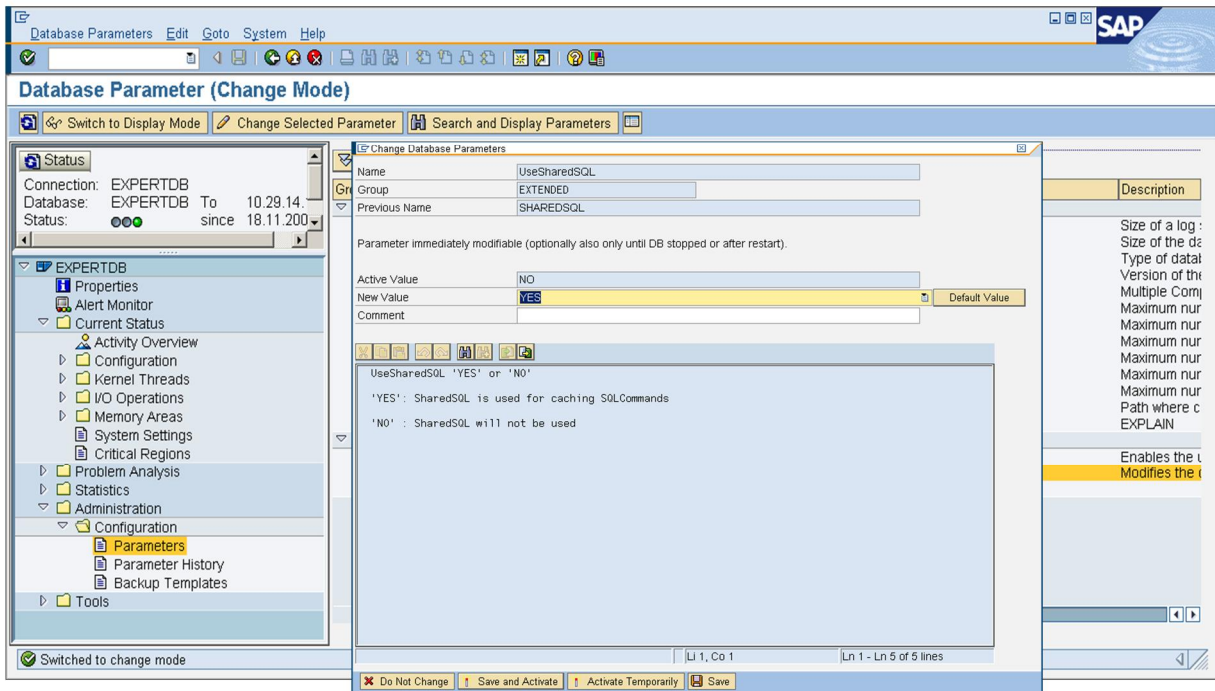 Database Parameters Edit Goto System Help
SAP
Database Parameter (Change Mode)
Switch to Display Mode Change Selected Parameter Search and Display Parameters
Status
Connection: EXPERTDB
Database: EXPERTDB To 10.29.14.
Status: since 18.11.200
EXPERTDB
Properties
Alert Monitor
Current Status
Activity Overview
Configuration
Kernel Threads
I/O Operations
Memory Areas
System Settings
Critical Regions
Problem Analysis
Statistics
Administration
Configuration
Parameters
Parameter History
Backup Templates
Tools
Change Database Parameters
Name UseSharedSQL
Group EXTENDED
Previous Name SHAREDSQL
Parameter immediately modifiable (optionally also only until DB stopped or after restart).
Active Value NO
New Value YES Default Value
Comment
UseSharedSQL 'YES' or 'NO'
'YES': SharedSQL is used for caching SQLCommands
'NO' : SharedSQL will not be used
Li 1, Co 1 Ln 1 - Ln 5 of 5 lines
Do Not Change Save and Activate Activate Temporarily Save
Description
Size of a log
Size of the da
Type of datab
Version of the
Multiple Comp
Maximum nur
Maximum nur
Maximum nur
Maximum nur
Maximum nur
Maximum nur
Path where c
EXPLAIN
Enables the u
Modifies the
Switched to change mode